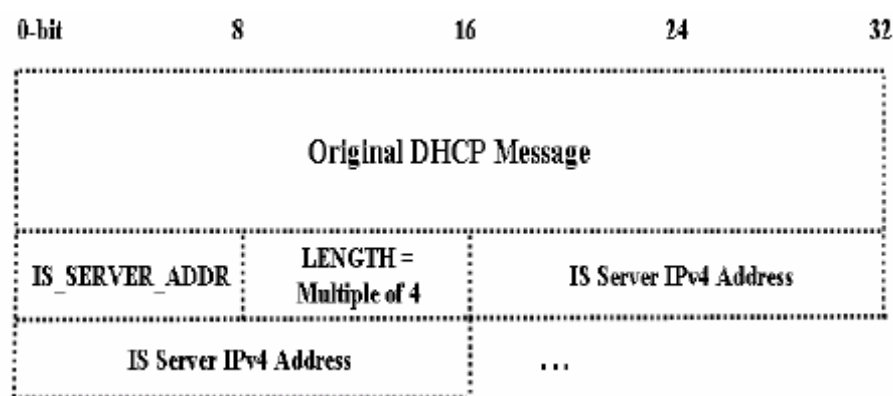 0-bit 8 16 24 32
Original DHCP Message
IS_SERVER_ADDR LENGTH = Multiple of 4 IS Server IPv4 Address
IS Server IPv4 Address ...